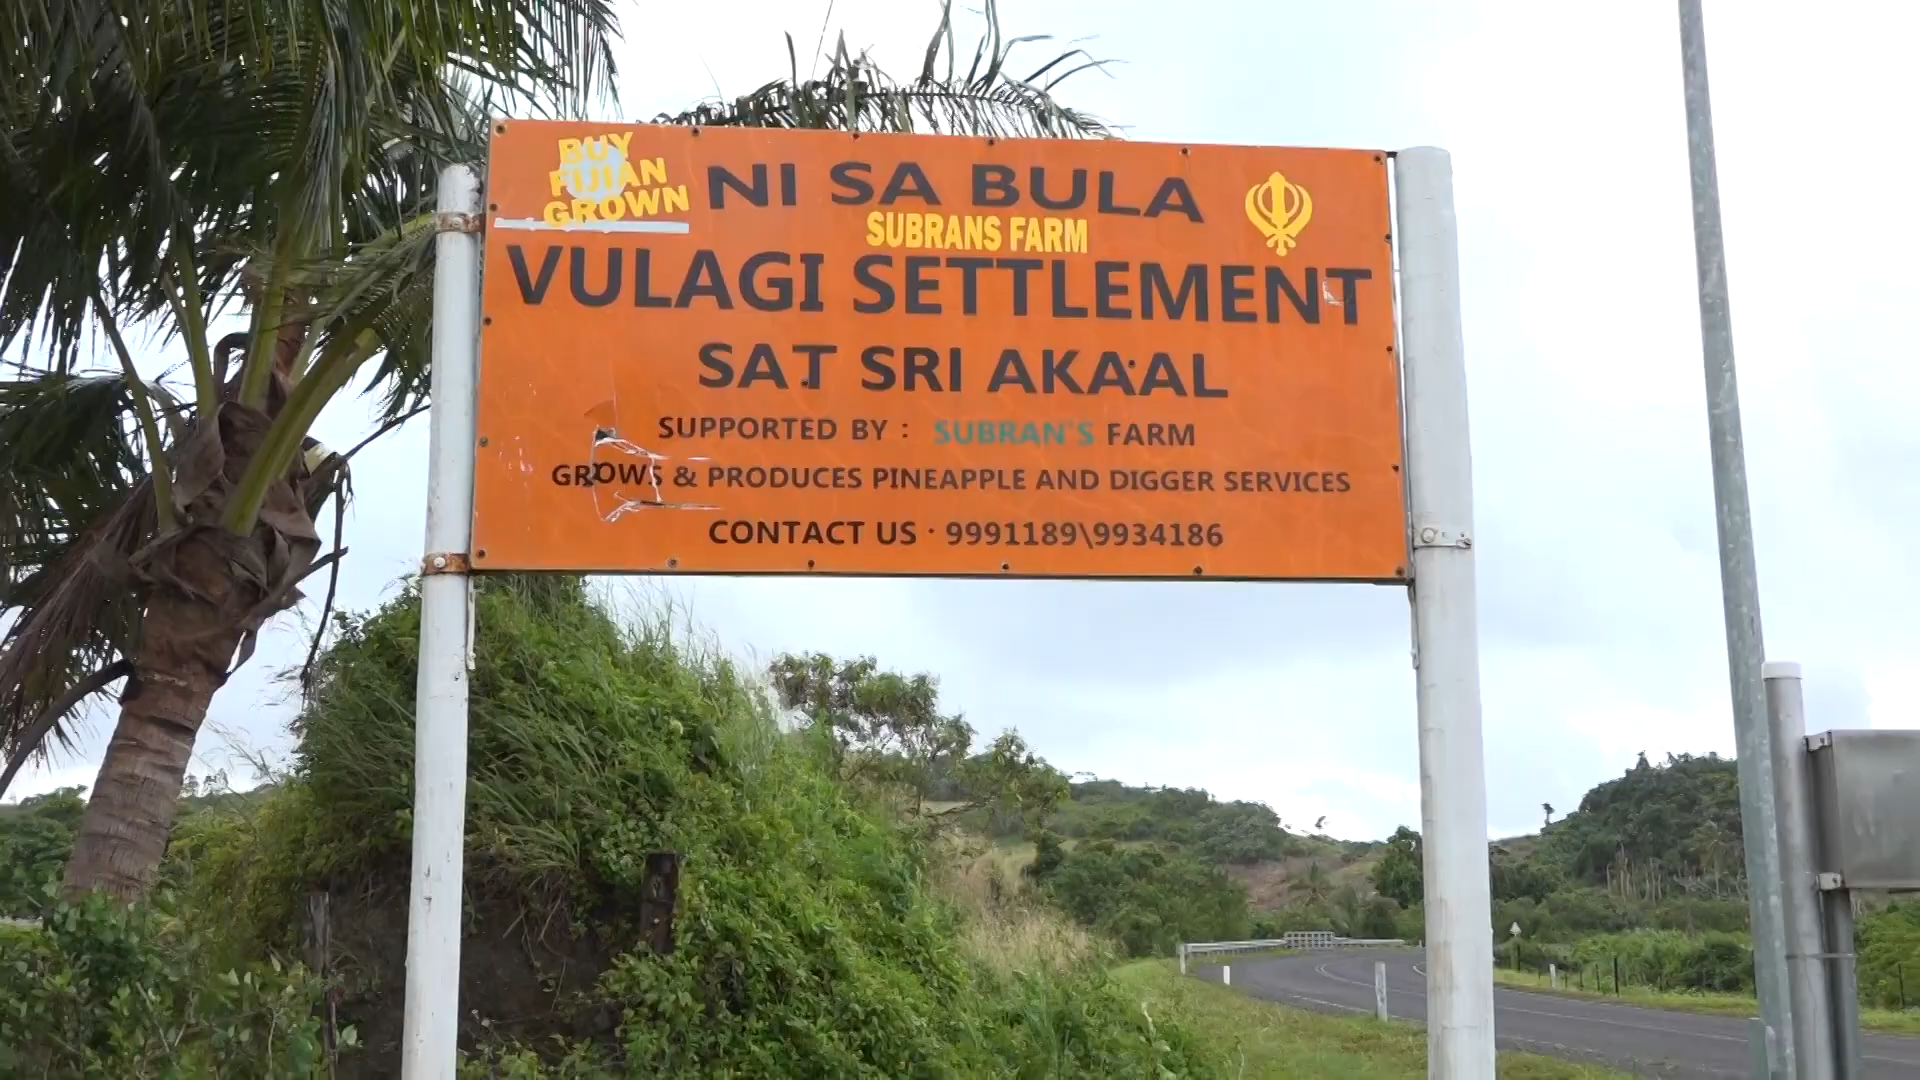 BUY
FIJIAN
GROWN
NI SA BULA
SUBRANS FARM
VULAGI SETTLEMENT
SAT SRI AKAAL
SUPPORTED BY : SUBRAN'S FARM
GROWS & PRODUCES PINEAPPLE AND DIGGER SERVICES
CONTACT US · 9991189\9934186